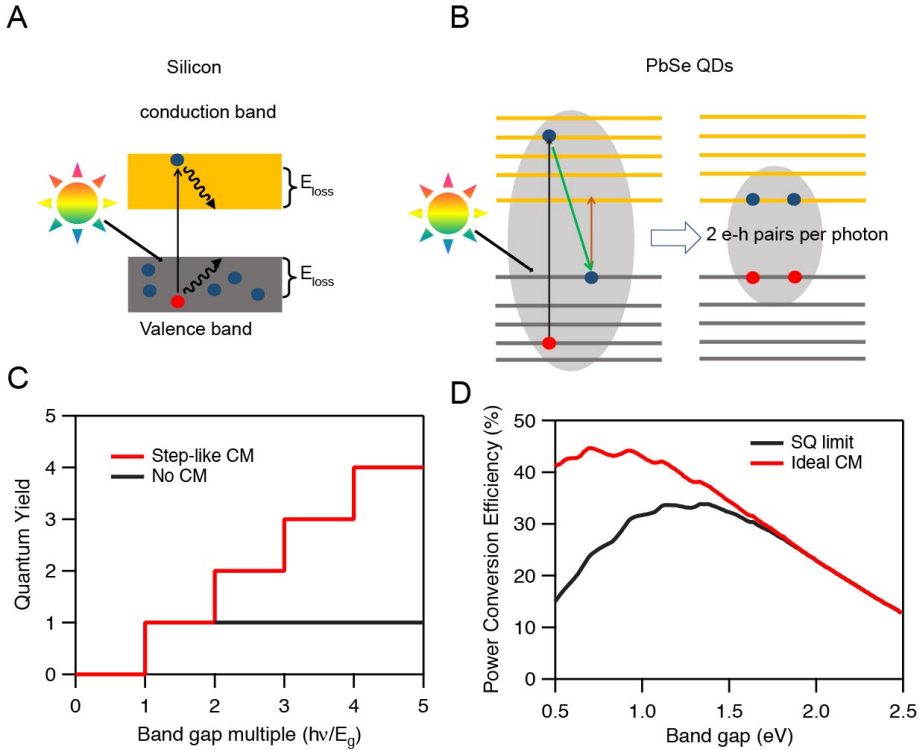 A
Silicon
conduction band
E_loss
E_loss
Valence band
B
PbSe QDs
2 e-h pairs per photon
C
Quantum Yield
5
4
3
2
1
0
Step-like CM
No CM
0 1 2 3 4 5
Band gap multiple (hν/E_g)
D
Power Conversion Efficiency (%)
50
40
30
20
10
0
SQ limit
Ideal CM
0.5 1.0 1.5 2.0 2.5
Band gap (eV)